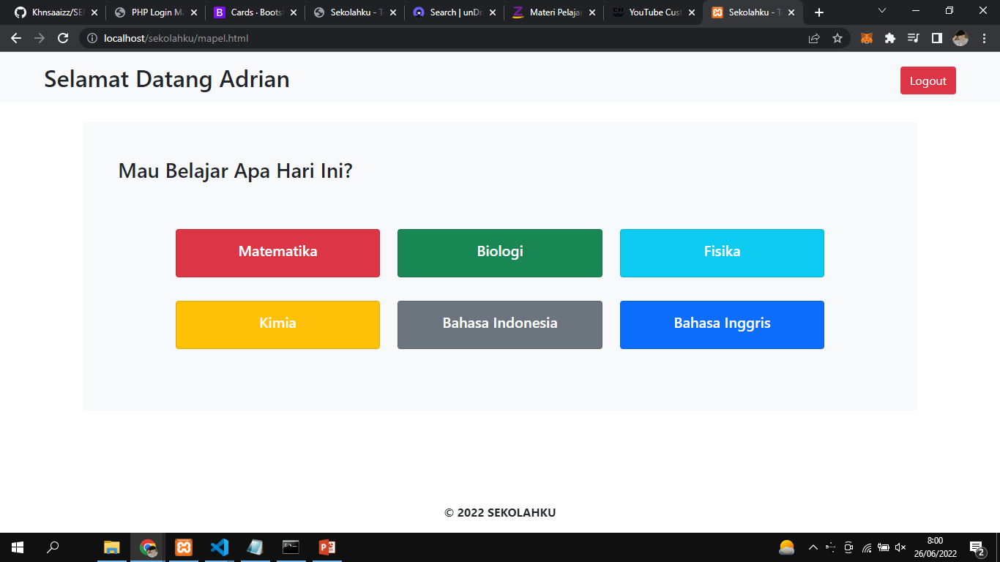 Khnsaaizz/SE
PHP Login Ma
Cards · Boots
Sekolahku - T
Search | unDr
Materi Pelajar
YouTube Cust
Sekolahku - T
localhost/sekolahku/mapel.html
Selamat Datang Adrian
Logout
Mau Belajar Apa Hari Ini?
Matematika
Biologi
Fisika
Kimia
Bahasa Indonesia
Bahasa Inggris
© 2022 SEKOLAHKU
8:00
26/06/2022
2